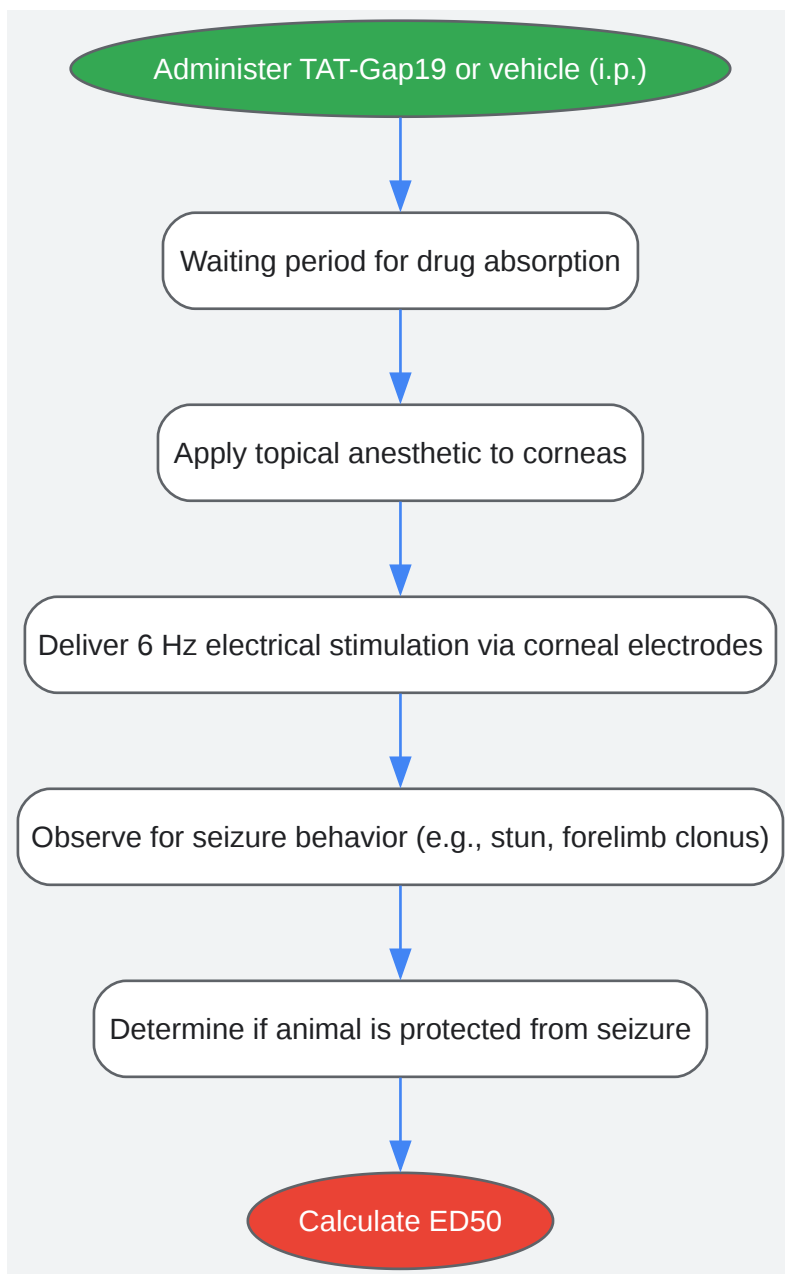 Administer TAT-Gap19 or vehicle (i.p.)
Waiting period for drug absorption
Apply topical anesthetic to corneas
Deliver 6 Hz electrical stimulation via corneal electrodes
Observe for seizure behavior (e.g., stun, forelimb clonus)
Determine if animal is protected from seizure
Calculate ED50